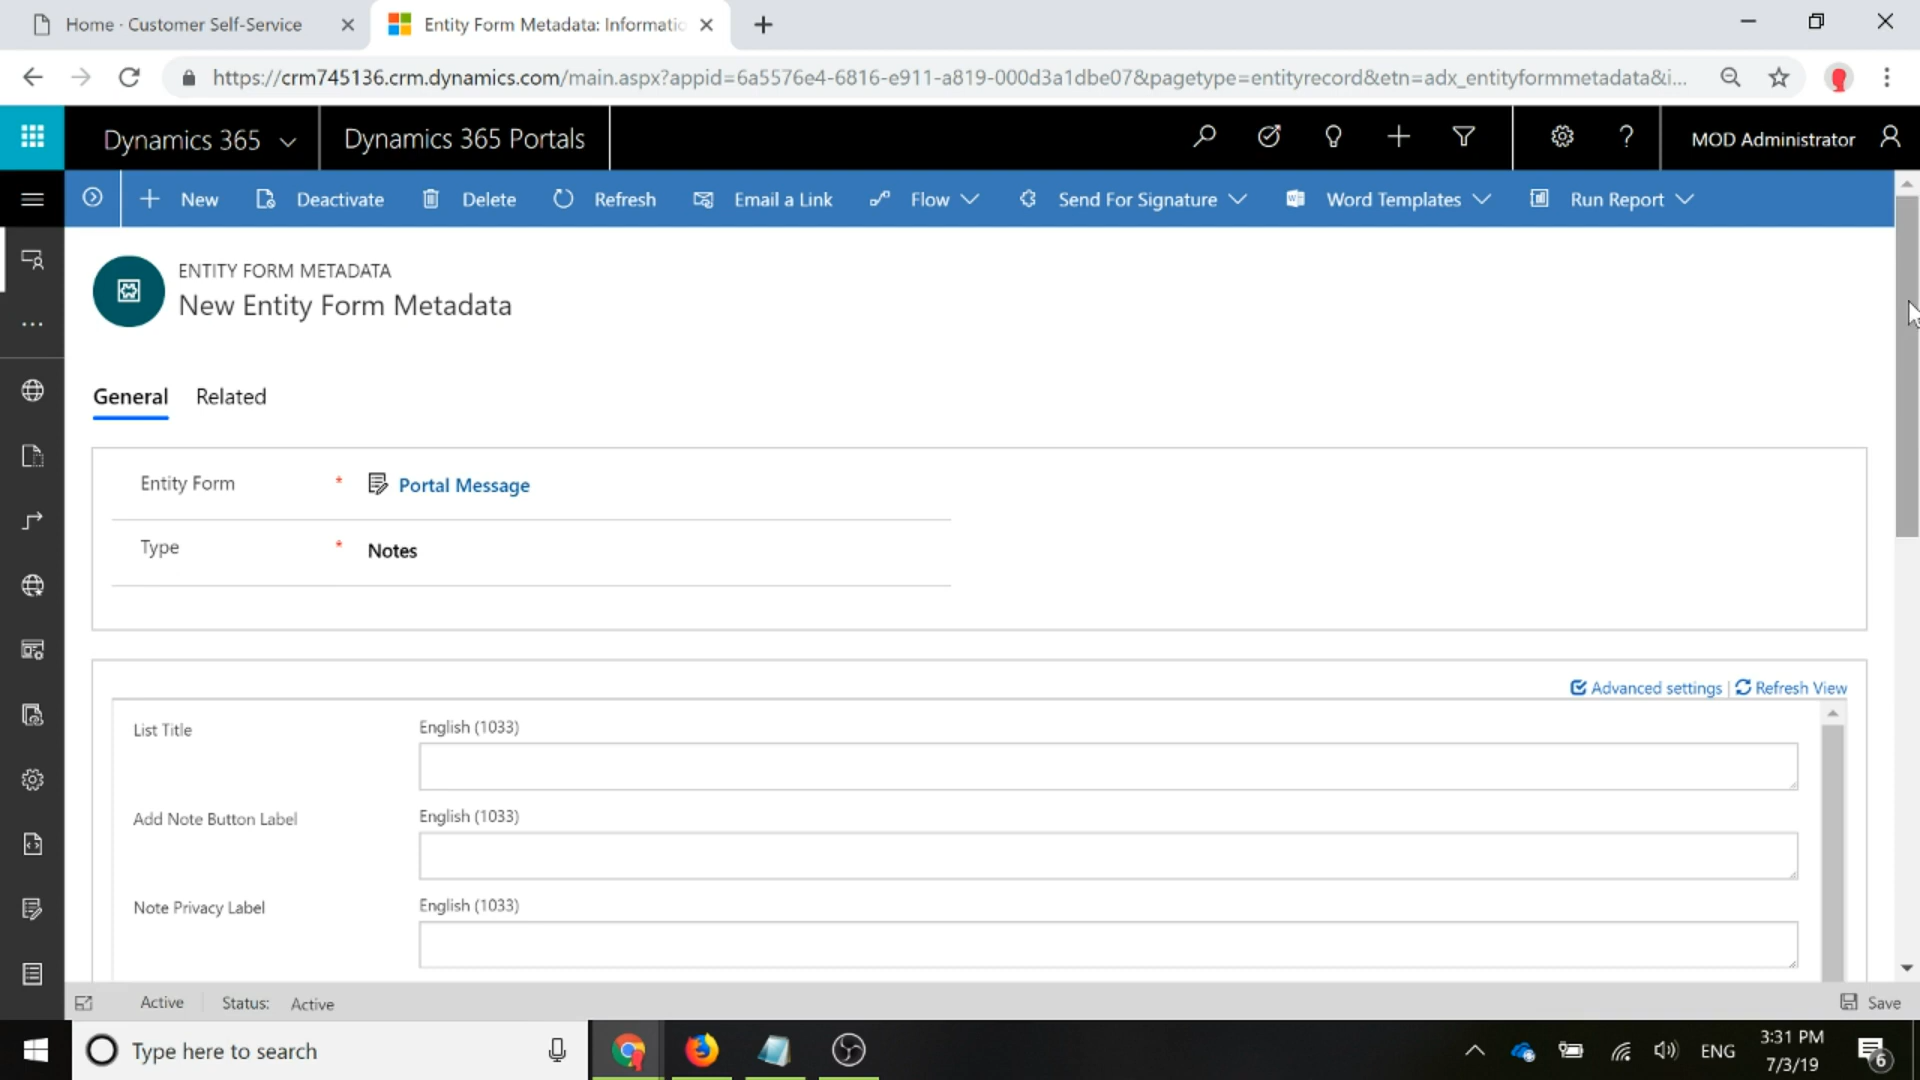 Home · Customer Self-Service
Entity Form Metadata: Informatio
https://crm745136.crm.dynamics.com/main.aspx?appid=6a5576e4-6816-e911-a819-000d3a1dbe07&pagetype=entityrecord&etn=adx_entityformmetadata&i...
Dynamics 365
Dynamics 365 Portals
MOD Administrator
New
Deactivate
Delete
Refresh
Email a Link
Flow
Send For Signature
Word Templates
Run Report
ENTITY FORM METADATA
New Entity Form Metadata
General
Related
Entity Form * Portal Message
Type * Notes
Advanced settings | Refresh View
List Title
English (1033)
Add Note Button Label
English (1033)
Note Privacy Label
English (1033)
Active
Status: Active
Save
Type here to search
ENG
3:31 PM
7/3/19
6